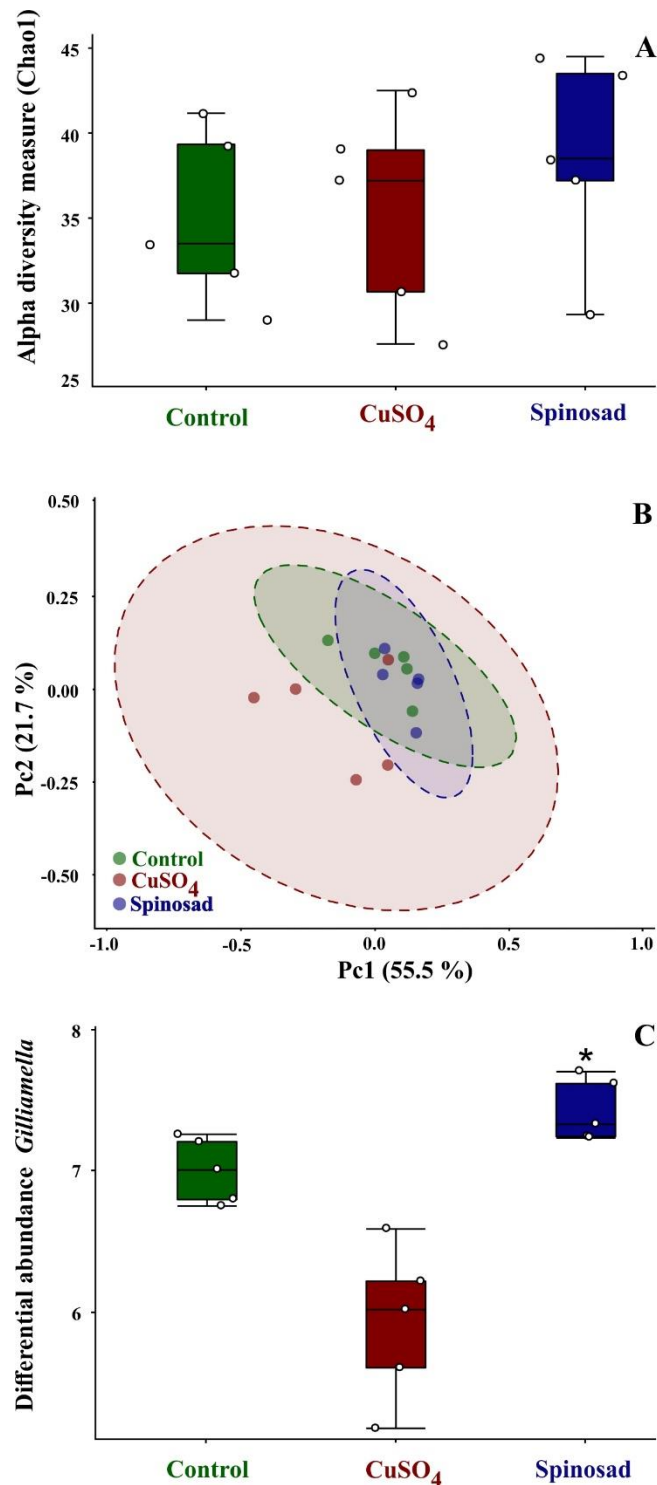 A
Alpha diversity measure (Chao1)
45
40
35
30
25
Control
CuSO4
Spinosad
B
Pc2 (21.7 %)
0.50
0.25
0.00
-0.25
-0.50
Control
CuSO4
Spinosad
-1.0
-0.5
0.0
0.5
1.0
Pc1 (55.5 %)
C
Differential abundance Gilliamella
8
7
6
*
Control
CuSO4
Spinosad